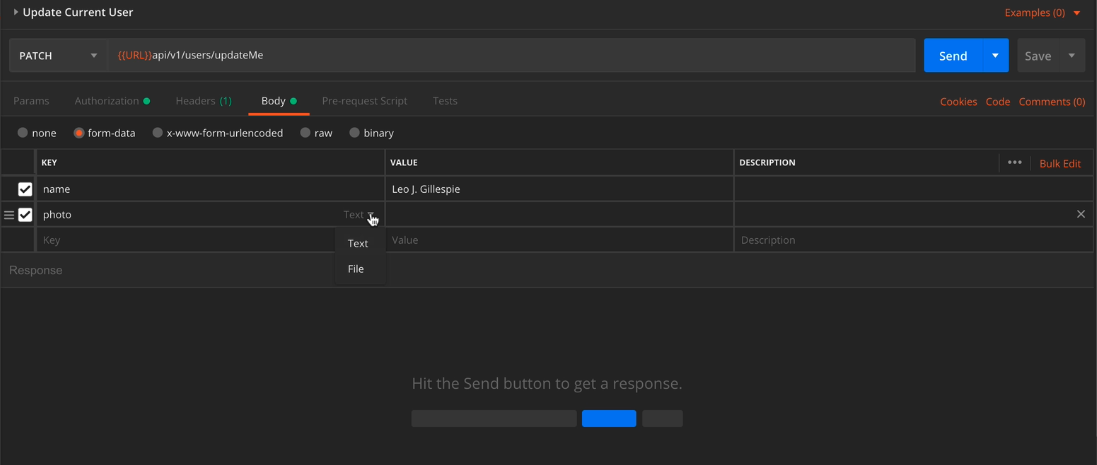 Update Current User Examples (0)
PATCH {{URL}}api/v1/users/updateMe Send Save
Params Authorization Headers (1) Body Pre-request Script Tests Cookies Code Comments (0)
none form-data x-www-form-urlencoded raw binary
KEY VALUE DESCRIPTION ••• Bulk Edit
name Leo J. Gillespie
photo Text
Key Value Description
Text
File
Response
Hit the Send button to get a response.